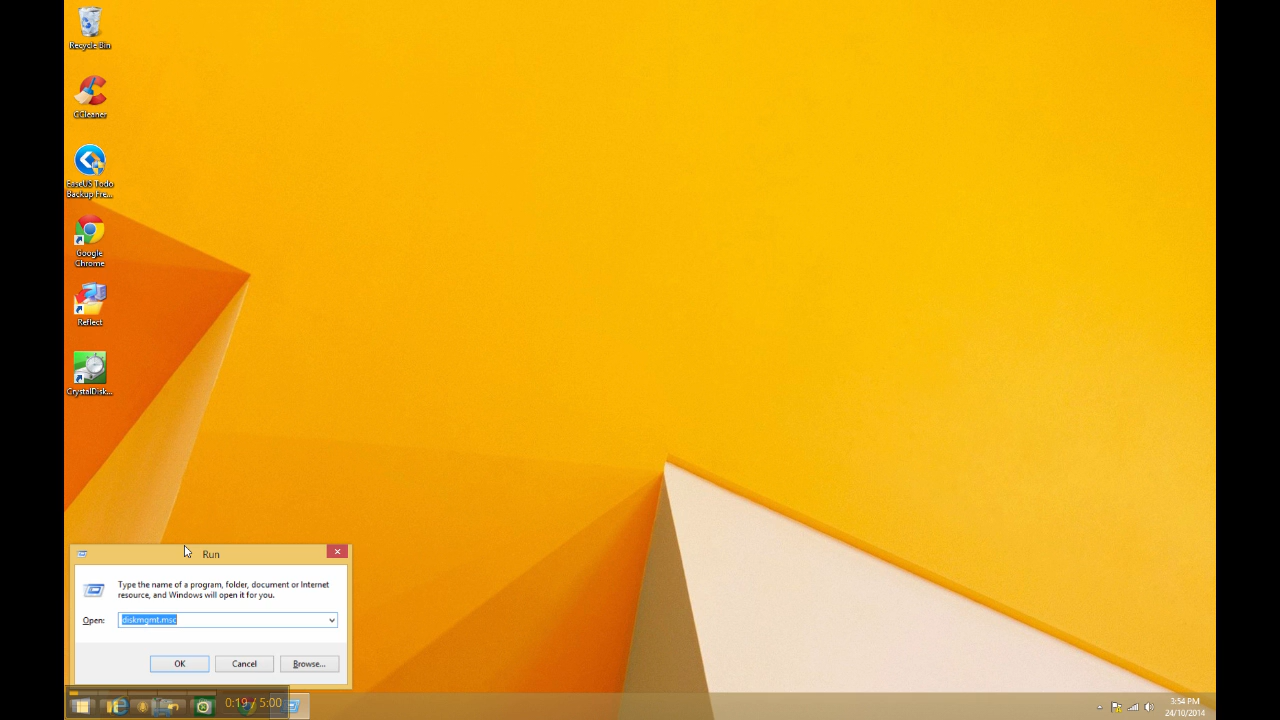 Recycle Bin
CCleaner
EaseUS Todo
Backup Fre...
Google
Chrome
Reflect
CrystalDisk...
Run
Type the name of a program, folder, document or Internet
resource, and Windows will open it for you.
Open:
diskmgmt.msc
OK
Cancel
Browse...
0:19 / 5:00
3:54 PM
24/10/2014